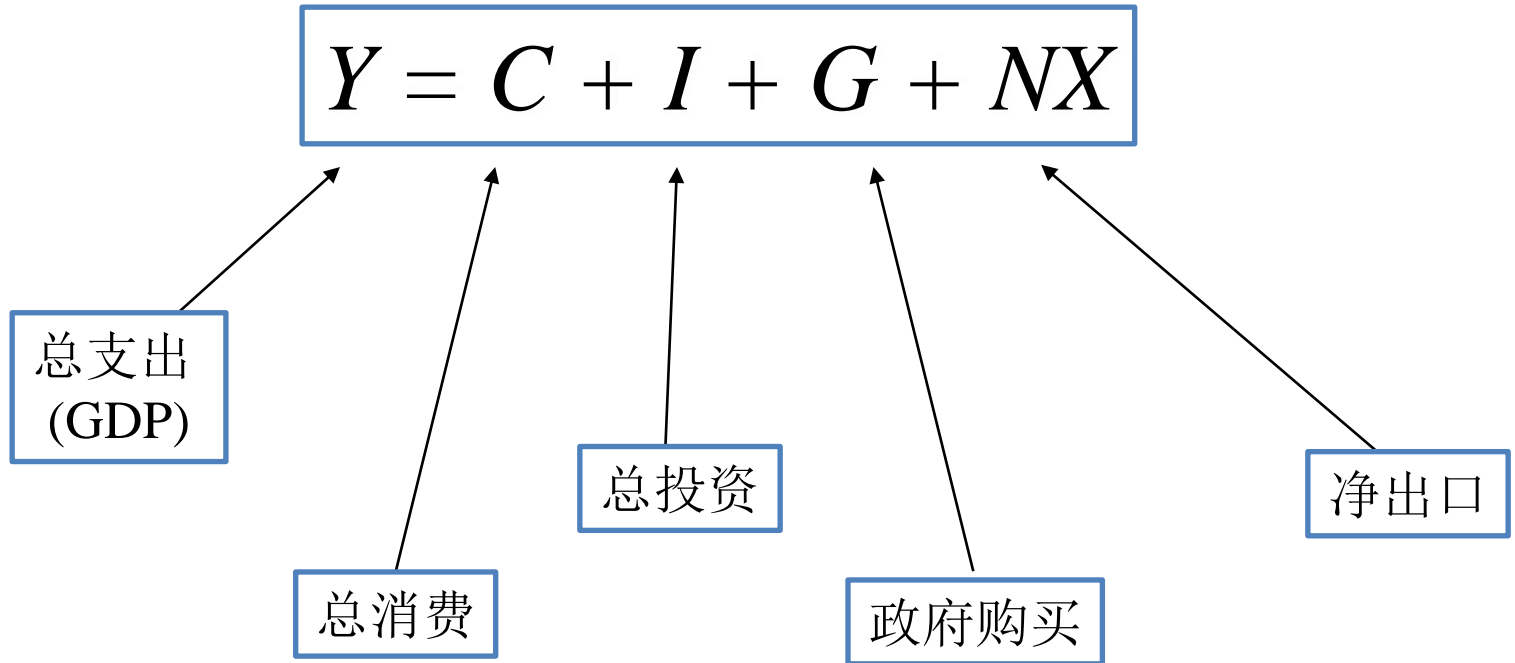 Y = C + I + G + NX
总支出
(GDP)
总投资
净出口
总消费
政府购买